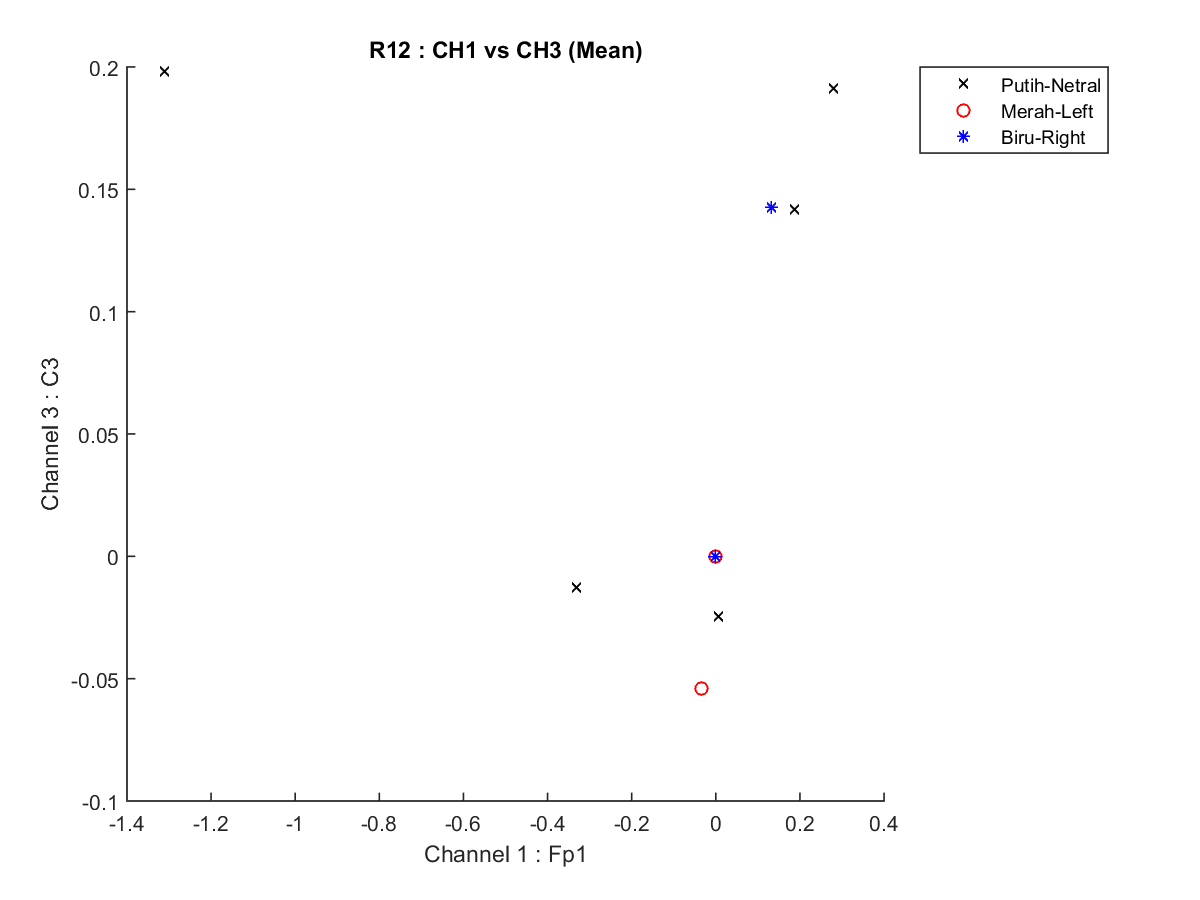 R12 : CH1 vs CH3 (Mean)
Putih-Netral
Merah-Left
Biru-Right
0.2
0.15
0.1
0.05
0
-0.05
-0.1
Channel 3 : C3
-1.4 -1.2 -1 -0.8 -0.6 -0.4 -0.2 0 0.2 0.4
Channel 1 : Fp1